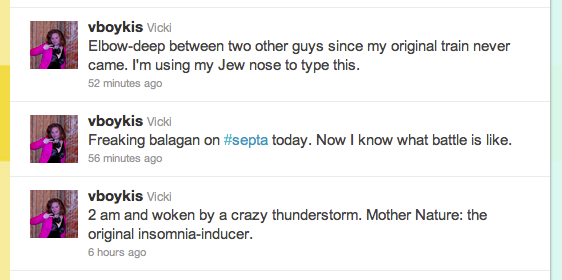 vboykis Vicki
Elbow-deep between two other guys since my original train never
came. I'm using my Jew nose to type this.
52 minutes ago
vboykis Vicki
Freaking balagan on #septa today. Now I know what battle is like.
56 minutes ago
vboykis Vicki
2 am and woken by a crazy thunderstorm. Mother Nature: the
original insomnia-inducer.
6 hours ago